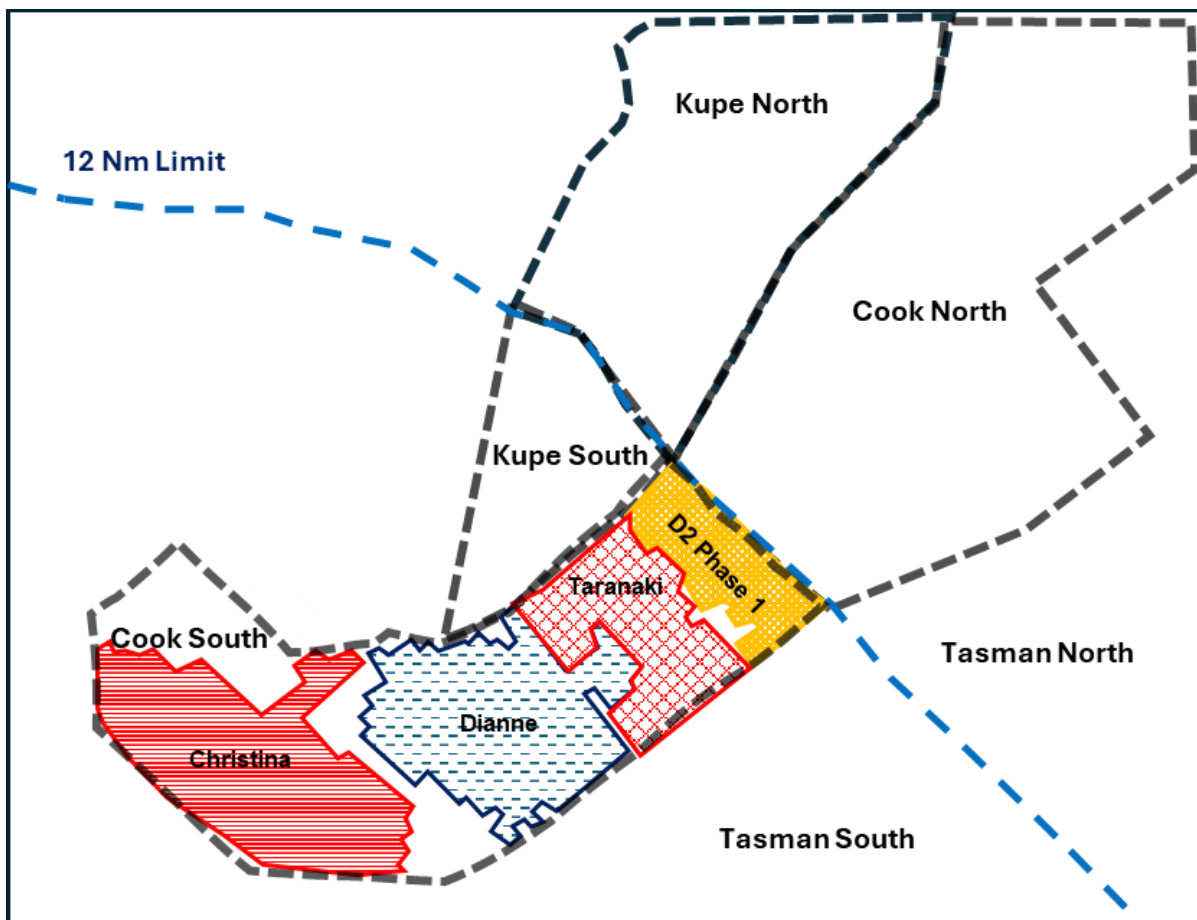 Kupe North
12 Nm Limit
Cook North
Kupe South
D2 Phase 1
Taranaki
Cook South
Tasman North
Dianne
Christina
Tasman South